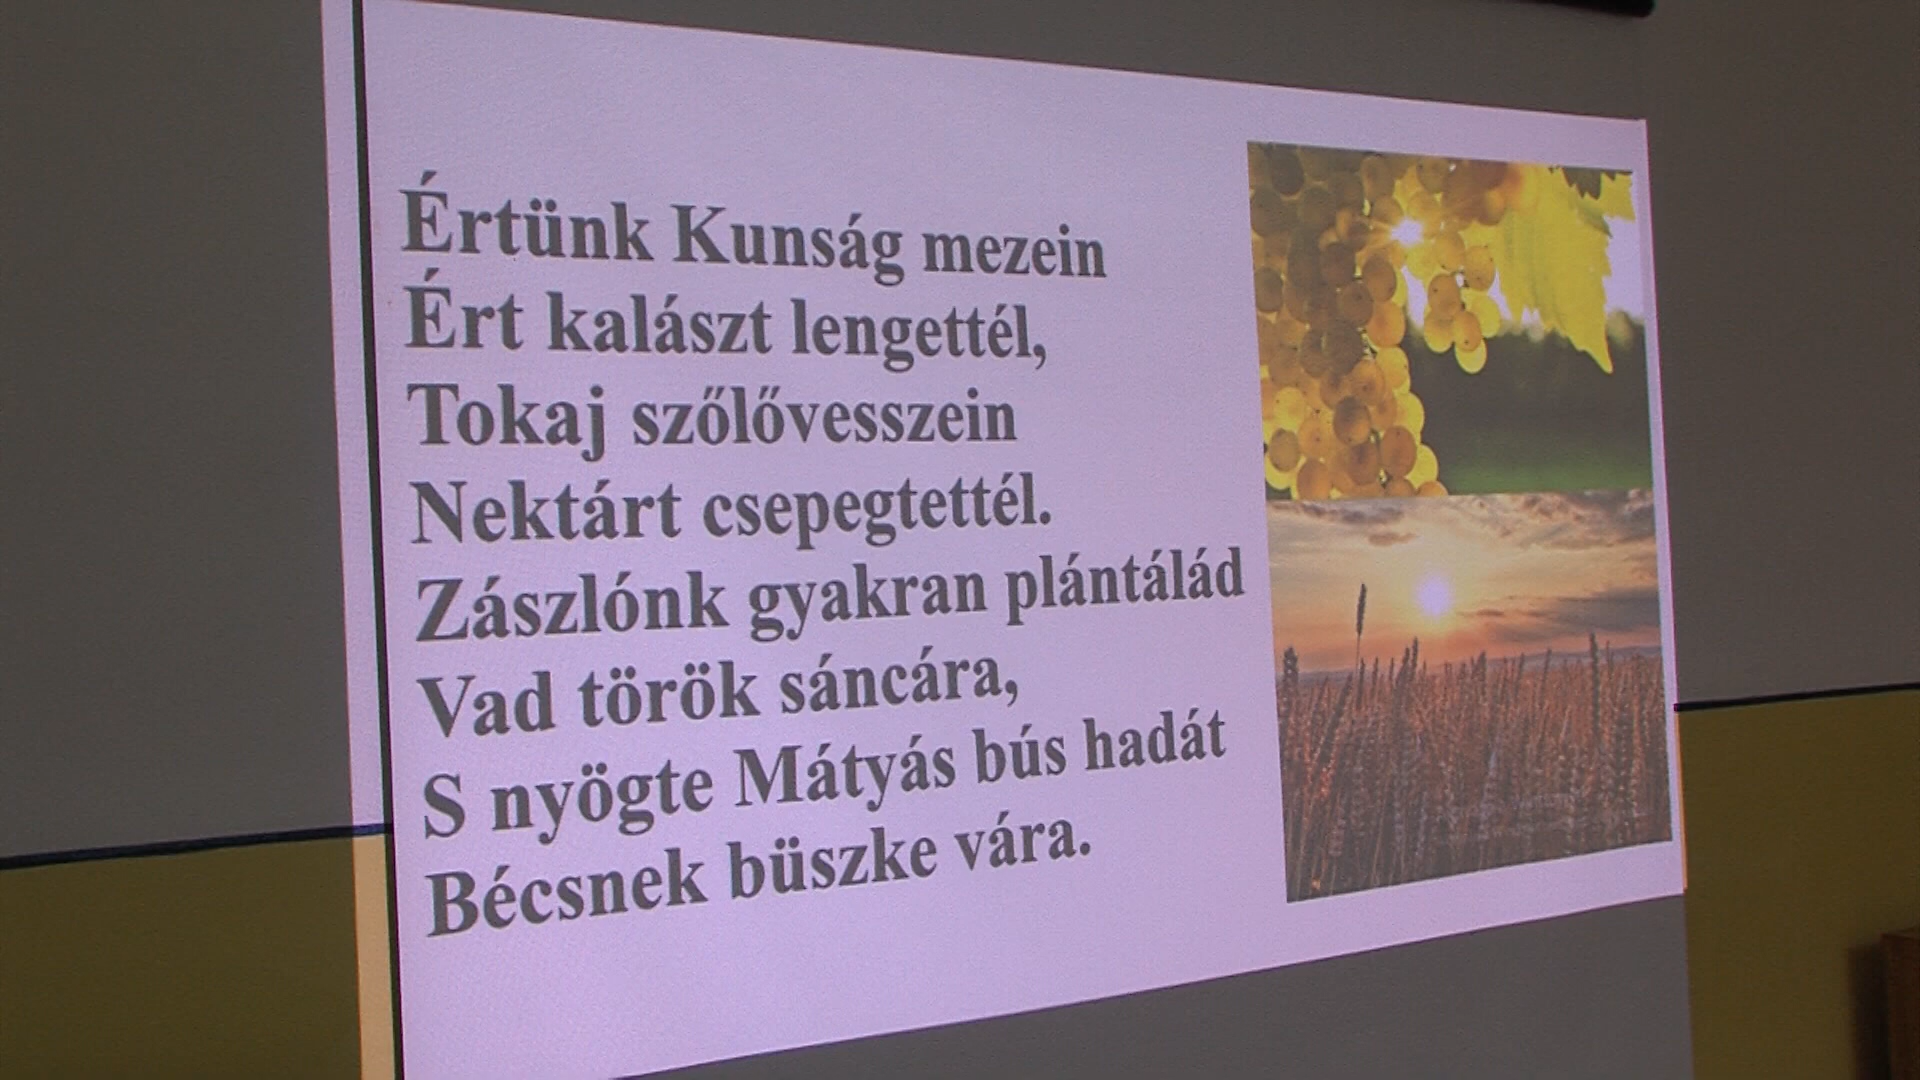 Értünk Kunság mezein
Ért kalászt lengettél,
Tokaj szőlővesszein
Nektárt csepegtettél.
Zászlónk gyakran plántálád
Vad török sáncára,
S nyögte Mátyás bús hadát
Bécsnek büszke vára.